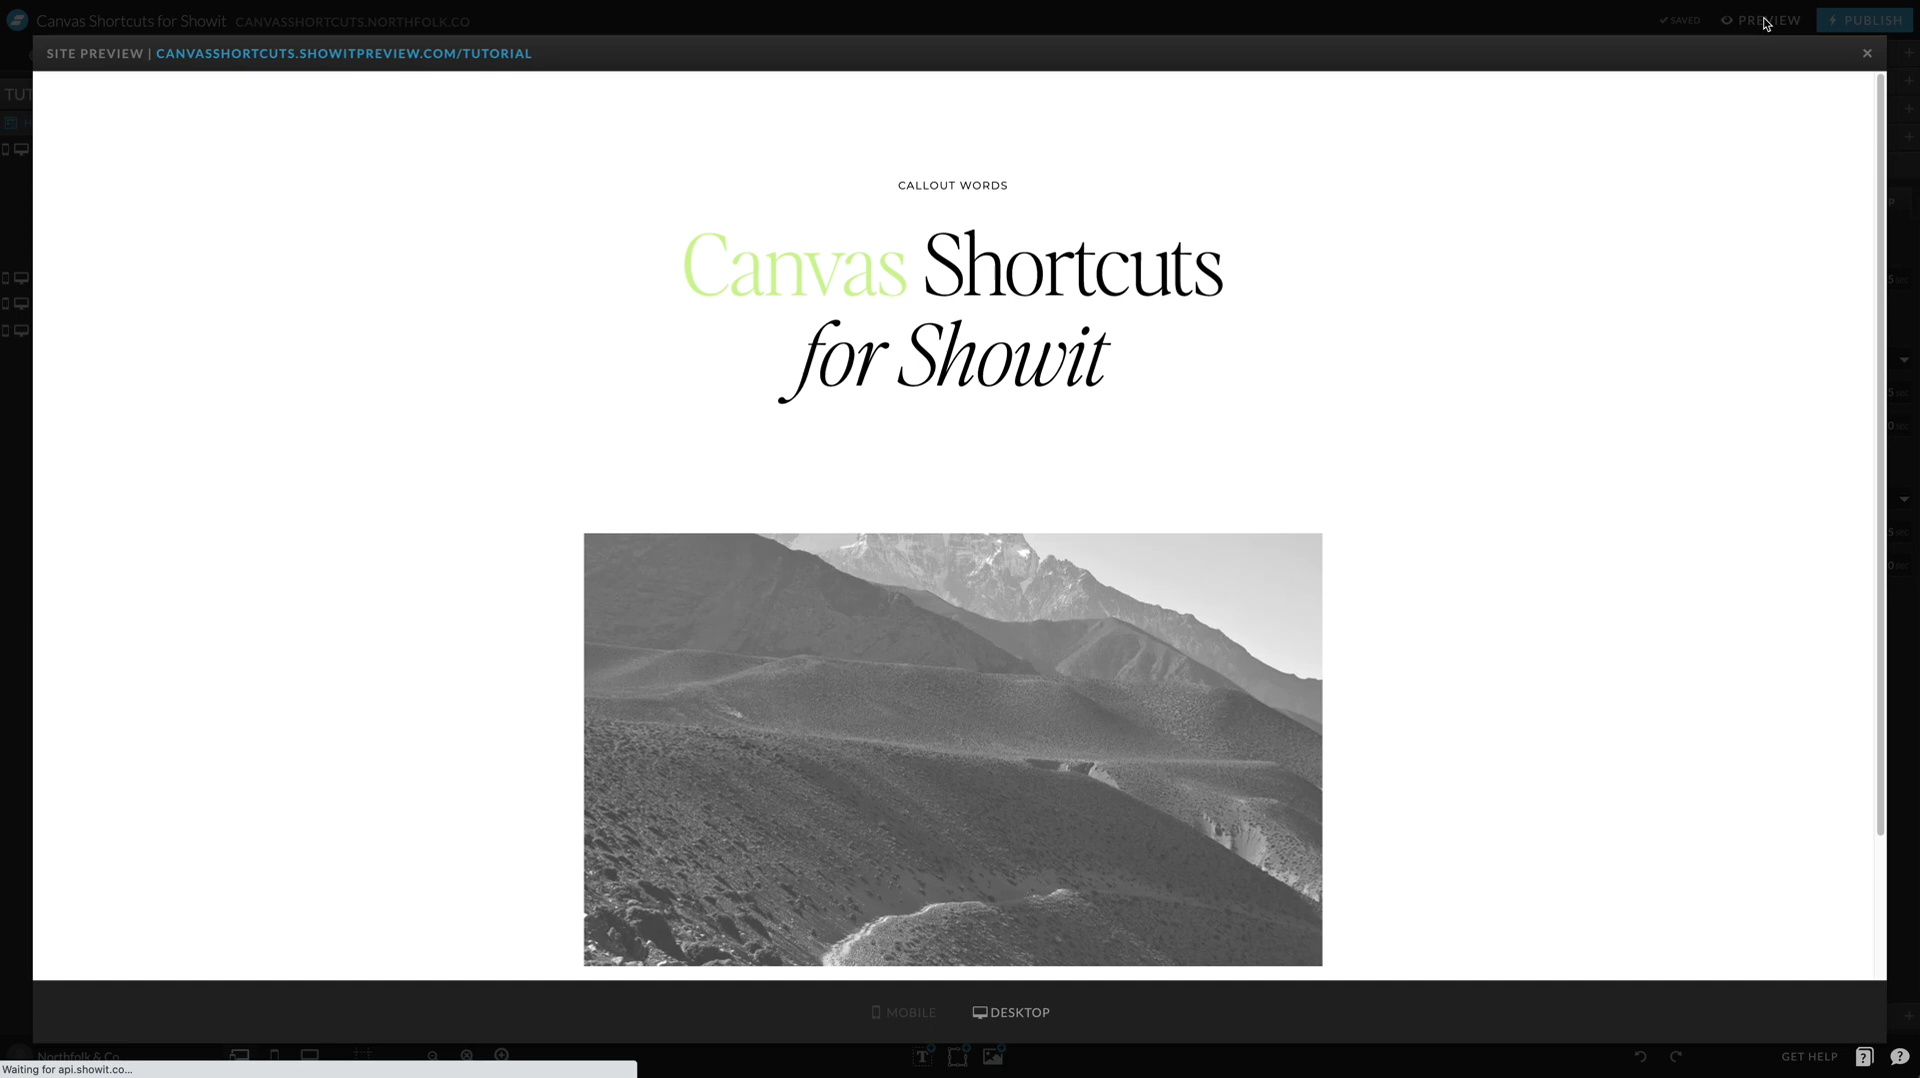 Canvas Shortcuts for Showit CANVASSHORTCUTS.NORTHFOLK.CO
SAVED PREVIEW PUBLISH
SITE PREVIEW | CANVASSHORTCUTS.SHOWITPREVIEW.COM/TUTORIAL
CALLOUT WORDS
Canvas Shortcuts
for Showit
MOBILE DESKTOP
Northfolk & Co. GET HELP
Waiting for api.showit.co...